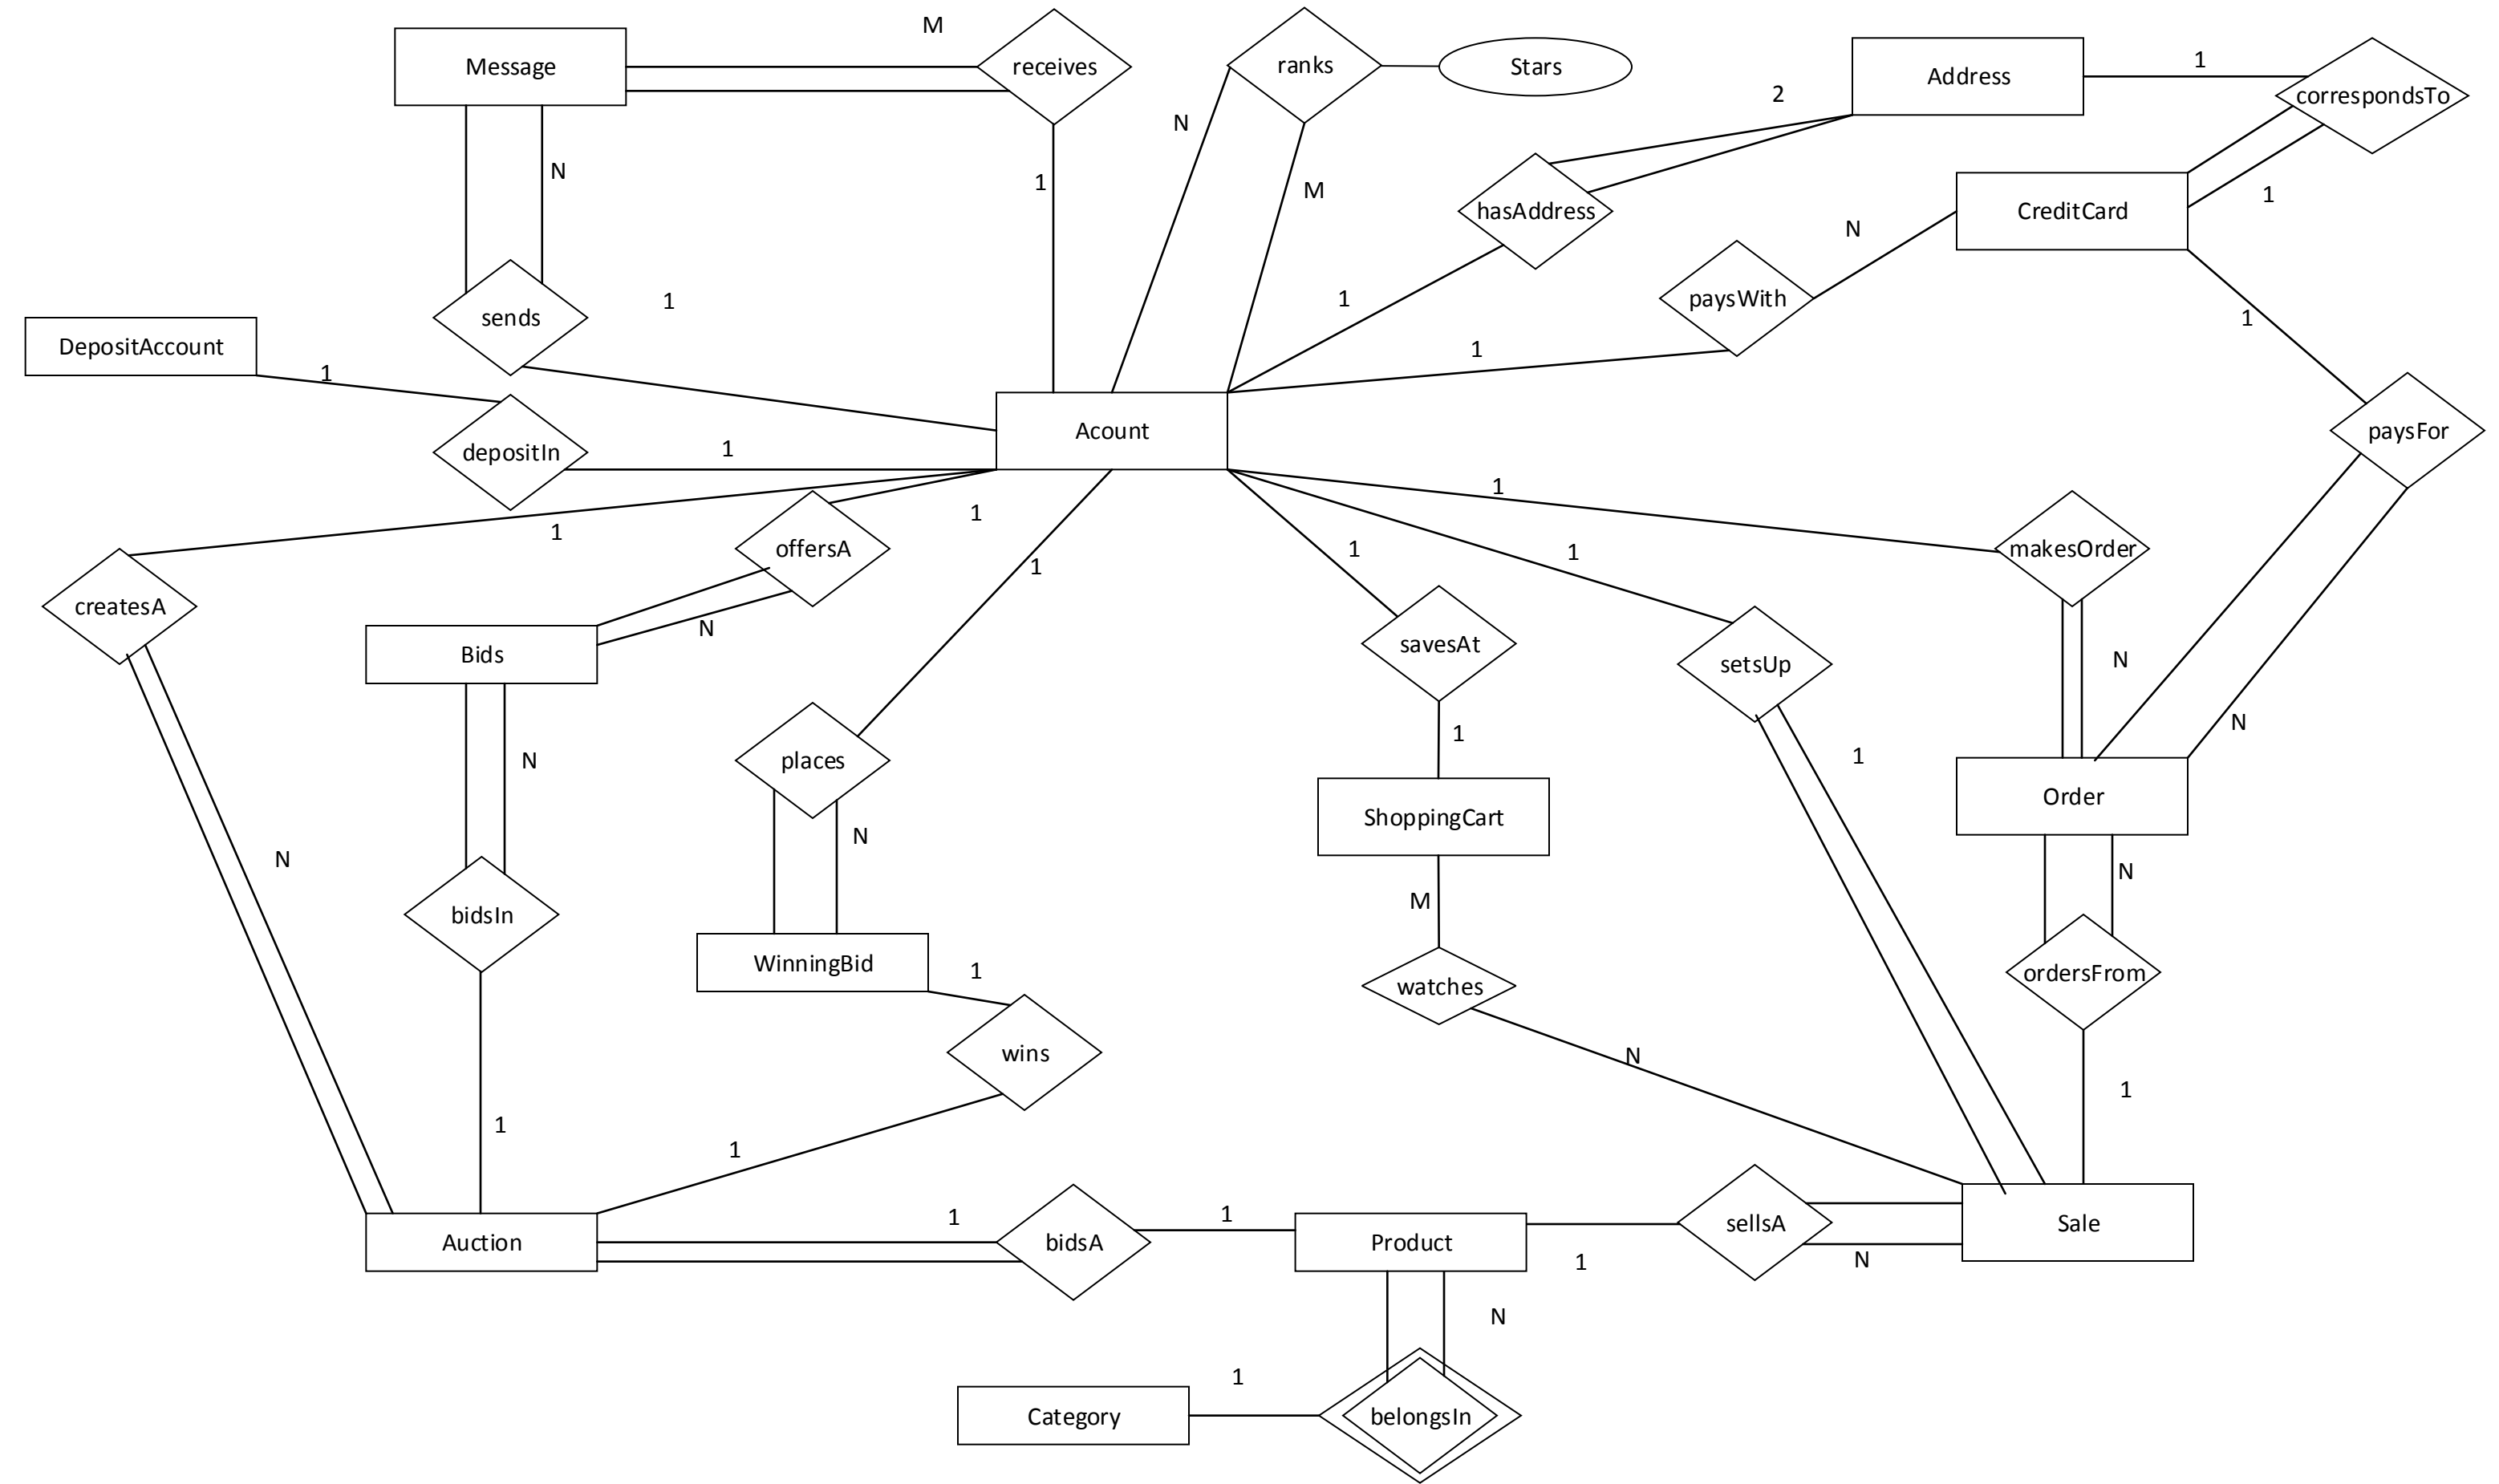 M
Message
receives
ranks
Stars
Address
1
correspondsTo
2
N
N
1
M
hasAddress
CreditCard
1
N
1
sends
1
paysWith
1
DepositAccount
1
1
1
Acount
paysFor
depositIn
1
1
1
1
offersA
1
1
makesOrder
1
createsA
N
Bids
savesAt
setsUp
N
N
places
N
1
1
ShoppingCart
Order
N
N
N
M
bidsIn
WinningBid
1
watches
ordersFrom
wins
N
1
1
1
1
1
Auction
bidsA
Product
sellsA
Sale
1
N
N
1
Category
belongsIn